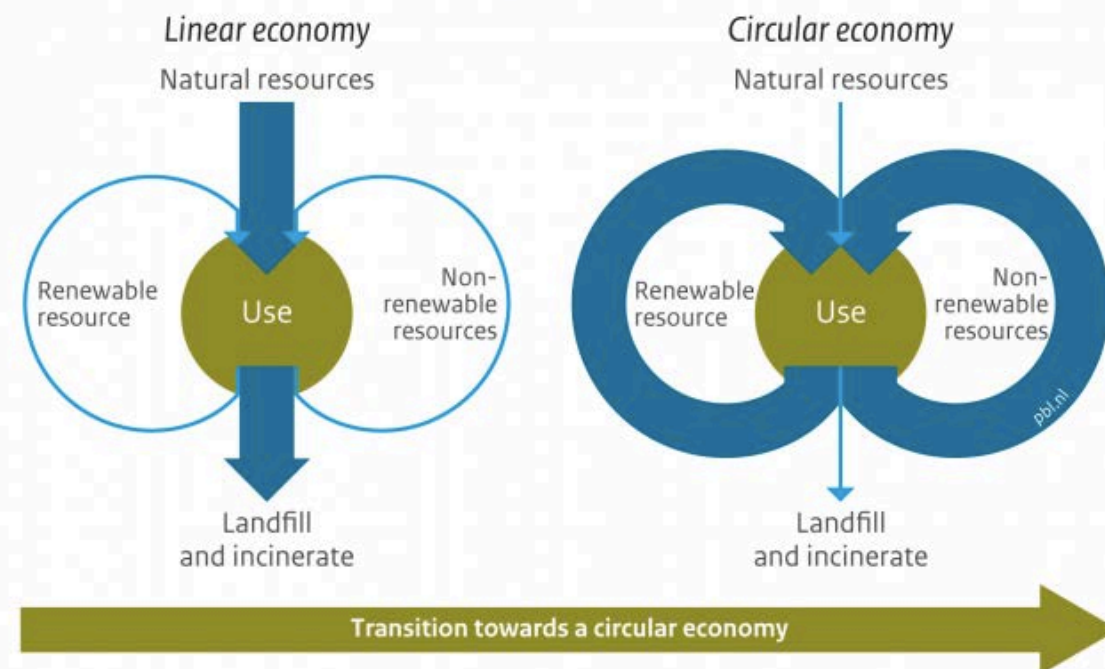 Linear economy
Natural resources
Renewable
resource
Use
Non-
renewable
resources
Landfill
and incinerate
Circular economy
Natural resources
Renewable
resource
Use
Non-
renewable
resources
pbl.nl
Landfill
and incinerate
Transition towards a circular economy